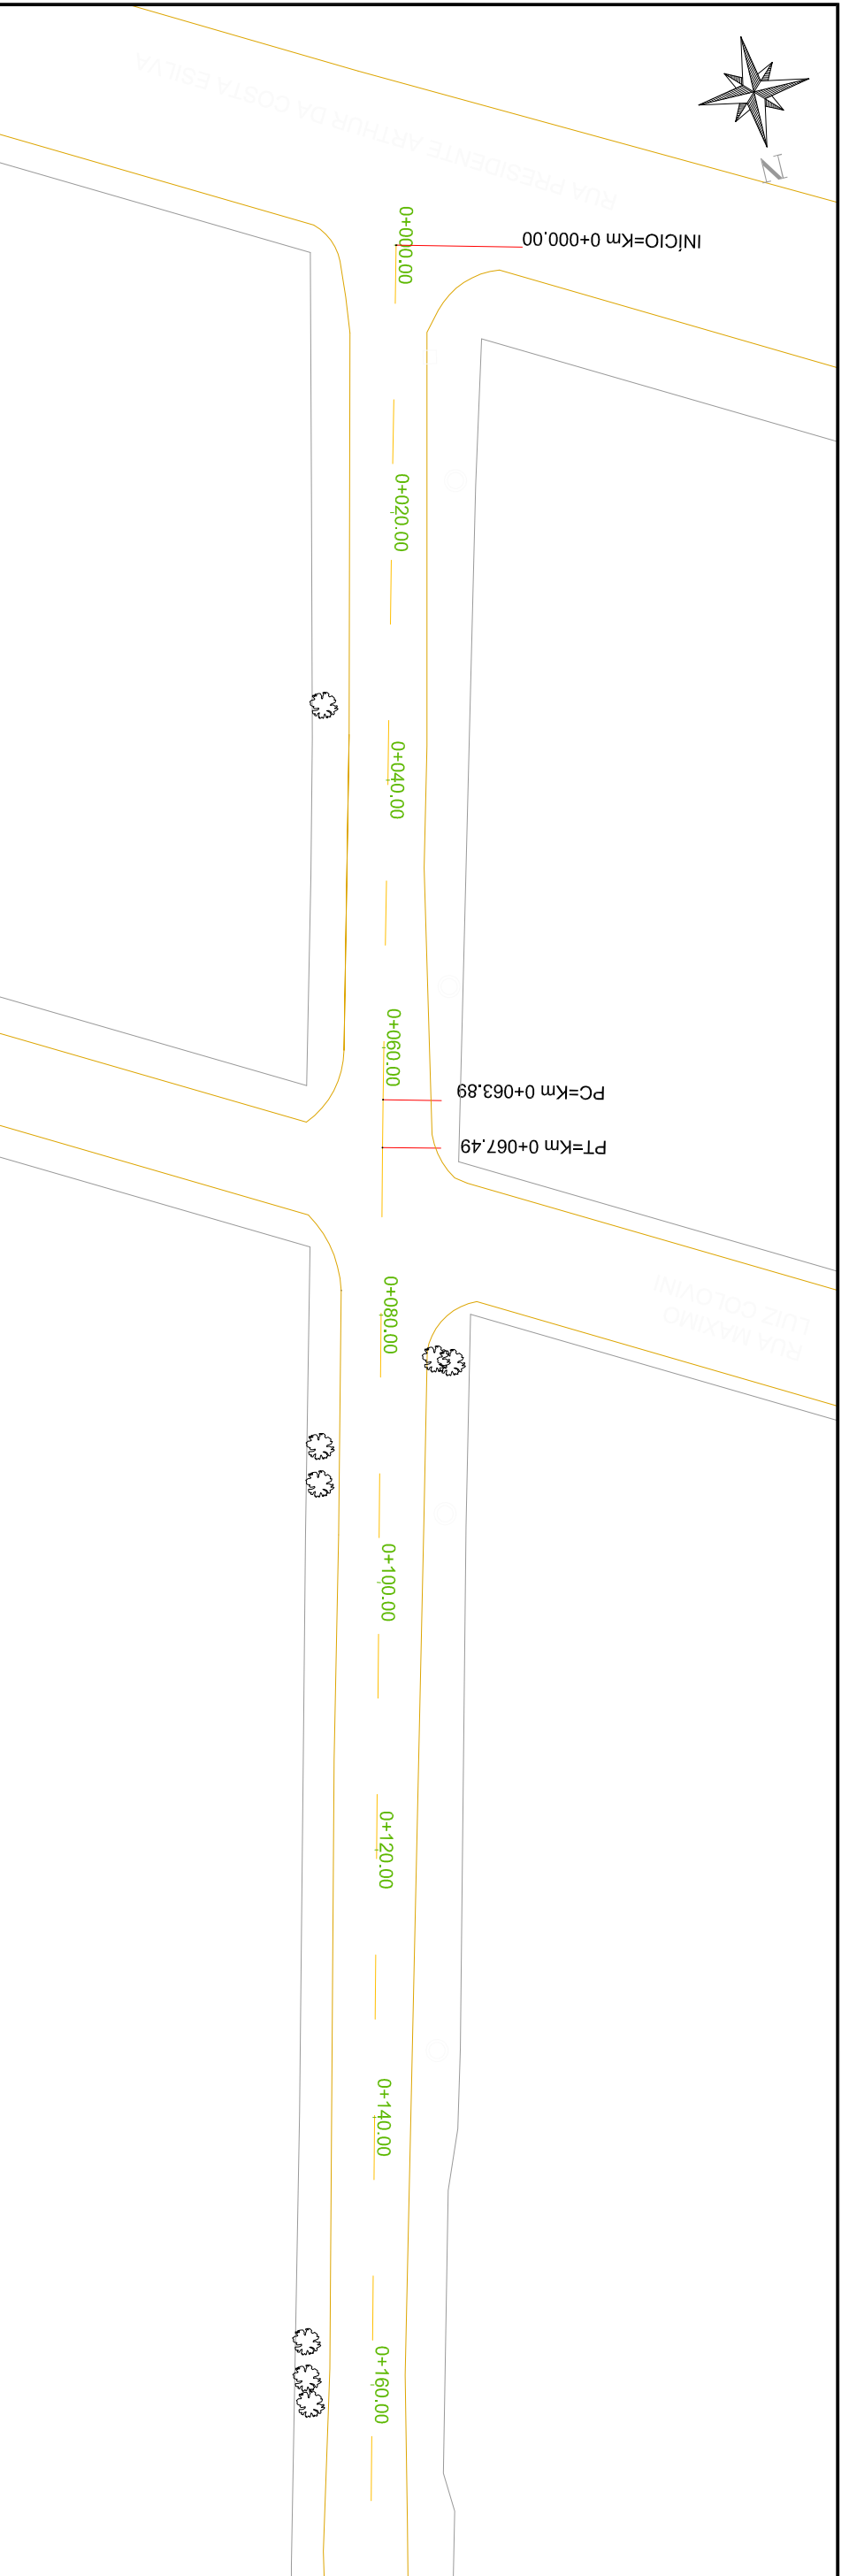 RUA PRESIDENTE ARTHUR DA COSTA ESILVA
N
INÍCIO=Km 0+000.00
0+000.00
0+020.00
0+040.00
0+060.00
PC=Km 0+063.89
PT=Km 0+067.49
RUA MAXIMO
LUIZ COLOVINI
0+080.00
0+100.00
0+120.00
0+140.00
0+160.00